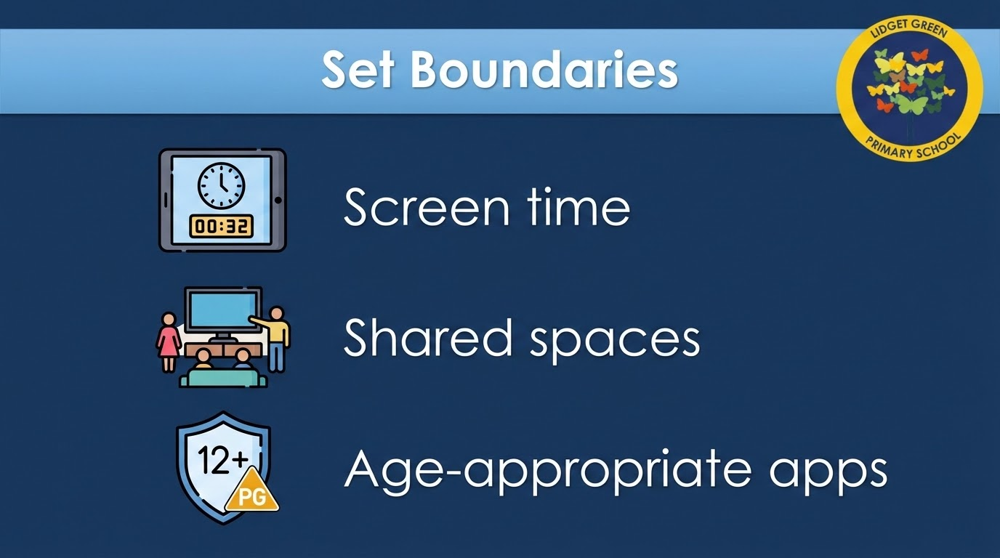 Set Boundaries
LIDGET GREEN
PRIMARY SCHOOL
00:32
Screen time
Shared spaces
12+
PG
Age-appropriate apps